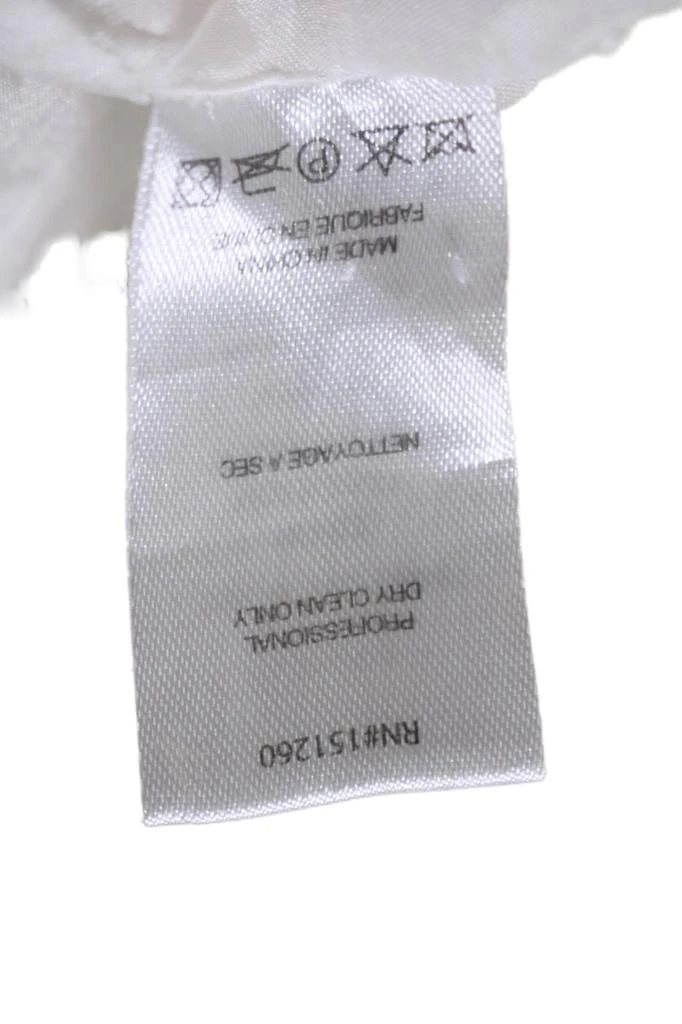 RN#151260
PROFESSIONAL
DRY CLEAN ONLY
NETTOYAGE A SEC
MADE IN CHINA
FABRIQUE EN CHINE
P